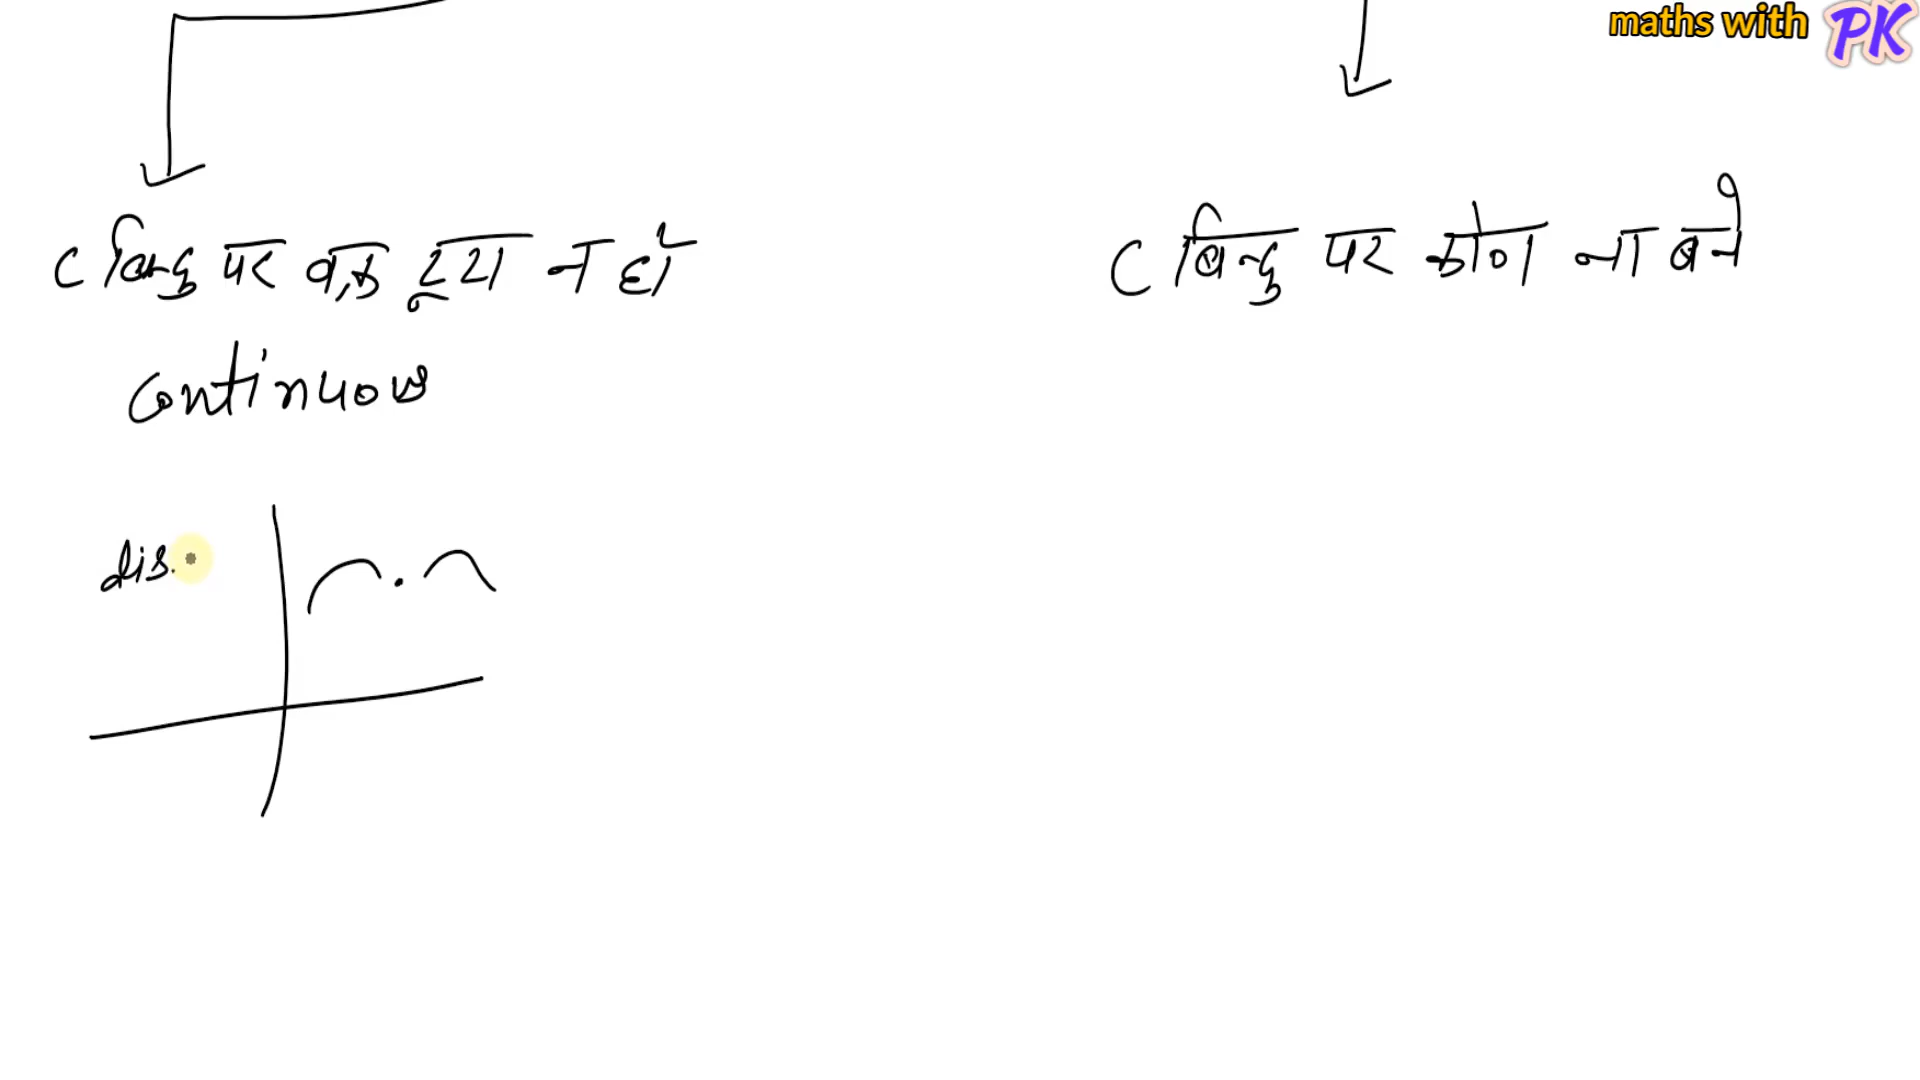 maths with PK
C बिन्दु पर वक्र टूटा न हो
C बिन्दु पर कोण ना बने
continuous
dis.